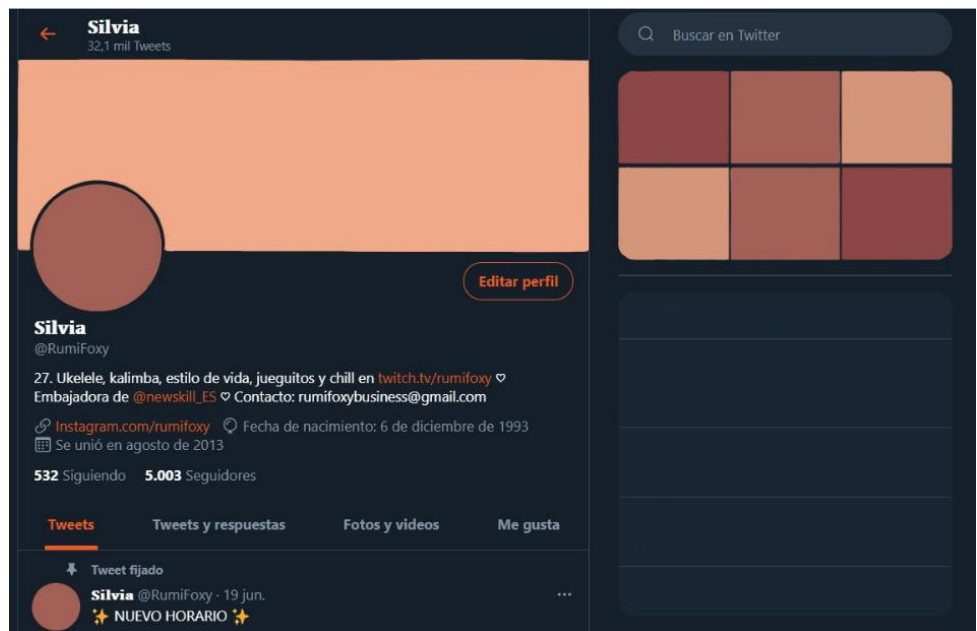 Silvia
32,1 mil Tweets
Buscar en Twitter
Editar perfil
Silvia
@RumiFoxy
27. Ukelele, kalimba, estilo de vida, jueguitos y chill en twitch.tv/rumifoxy ♡
Embajadora de @newskill_ES ♡ Contacto: rumifoxybusiness@gmail.com
Instagram.com/rumifoxy Fecha de nacimiento: 6 de diciembre de 1993
Se unió en agosto de 2013
532 Siguiendo 5.003 Seguidores
Tweets Tweets y respuestas Fotos y videos Me gusta
Tweet fijado
Silvia @RumiFoxy · 19 jun. ...
✨ NUEVO HORARIO ✨